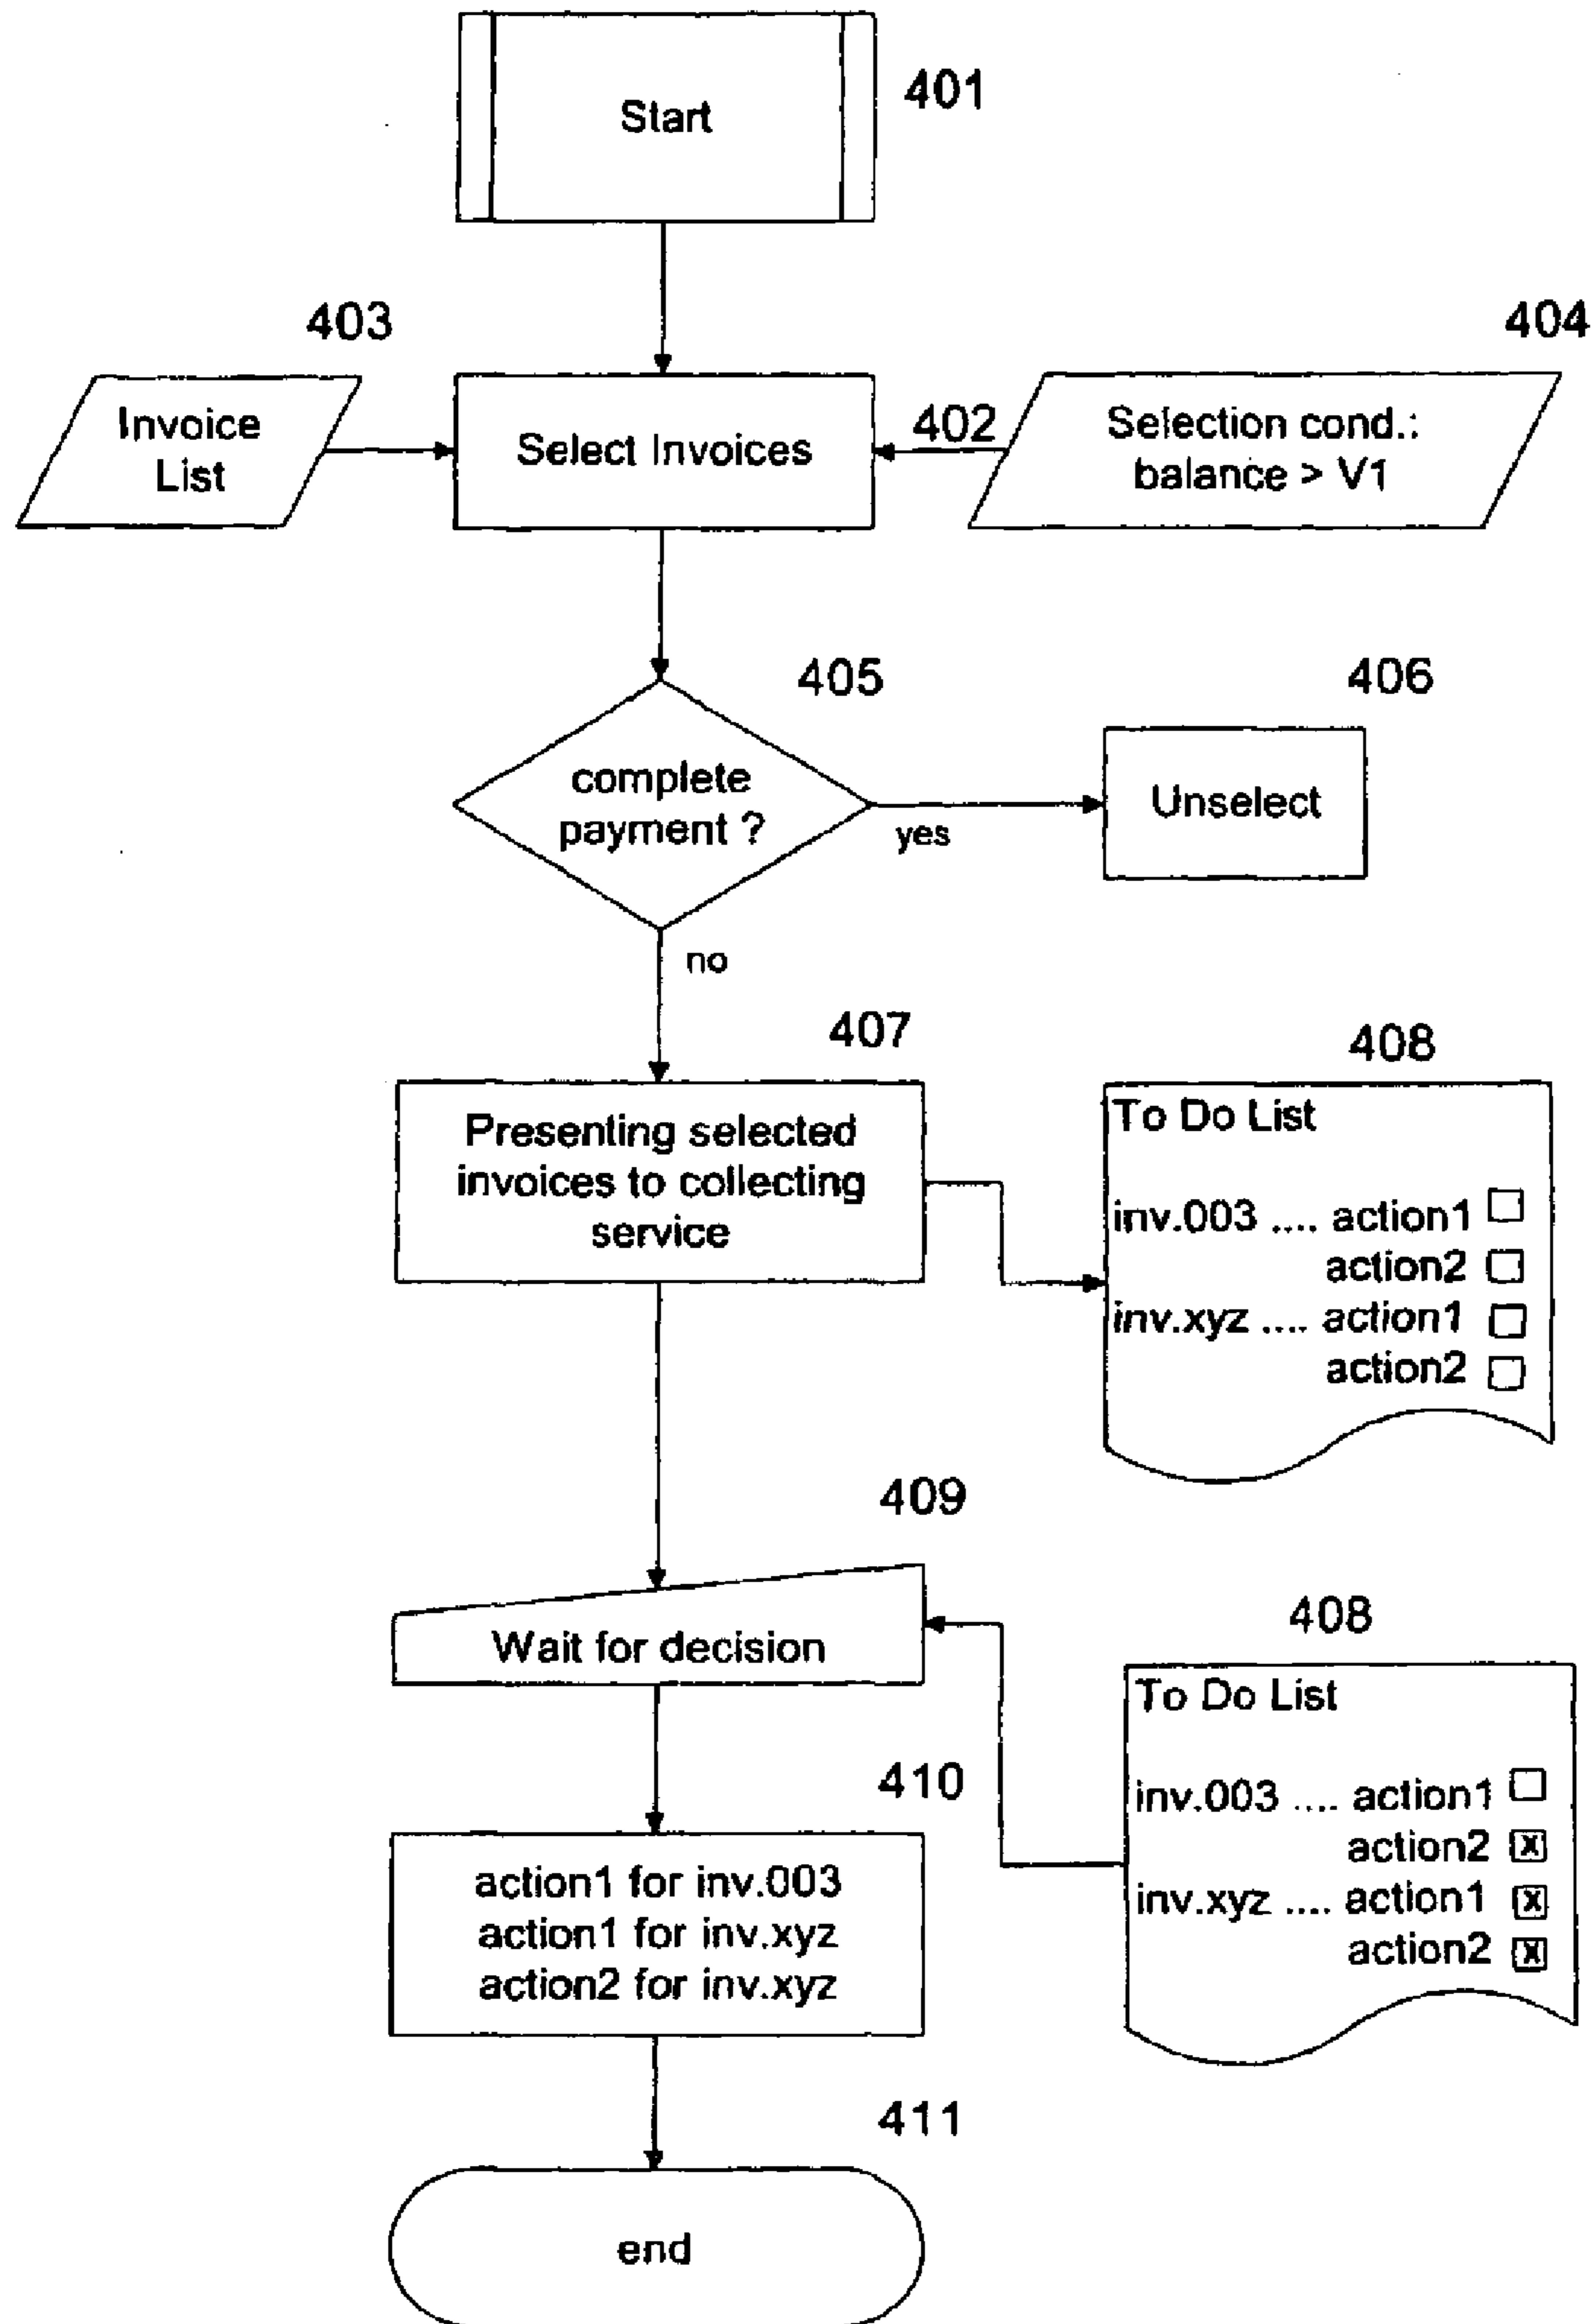 Start
401
403
404
Invoice
List
Select Invoices
402
Selection cond.:
balance > V1
405
406
complete
payment ?
yes
Unselect
no
407
408
Presenting selected
invoices to collecting
service
To Do List
inv.003 .... action1
action2
inv.xyz .... action1
action2
409
Wait for decision
408
To Do List
inv.003 .... action1
action2 x
inv.xyz .... action1 x
action2 x
410
action1 for inv.003
action1 for inv.xyz
action2 for inv.xyz
411
end